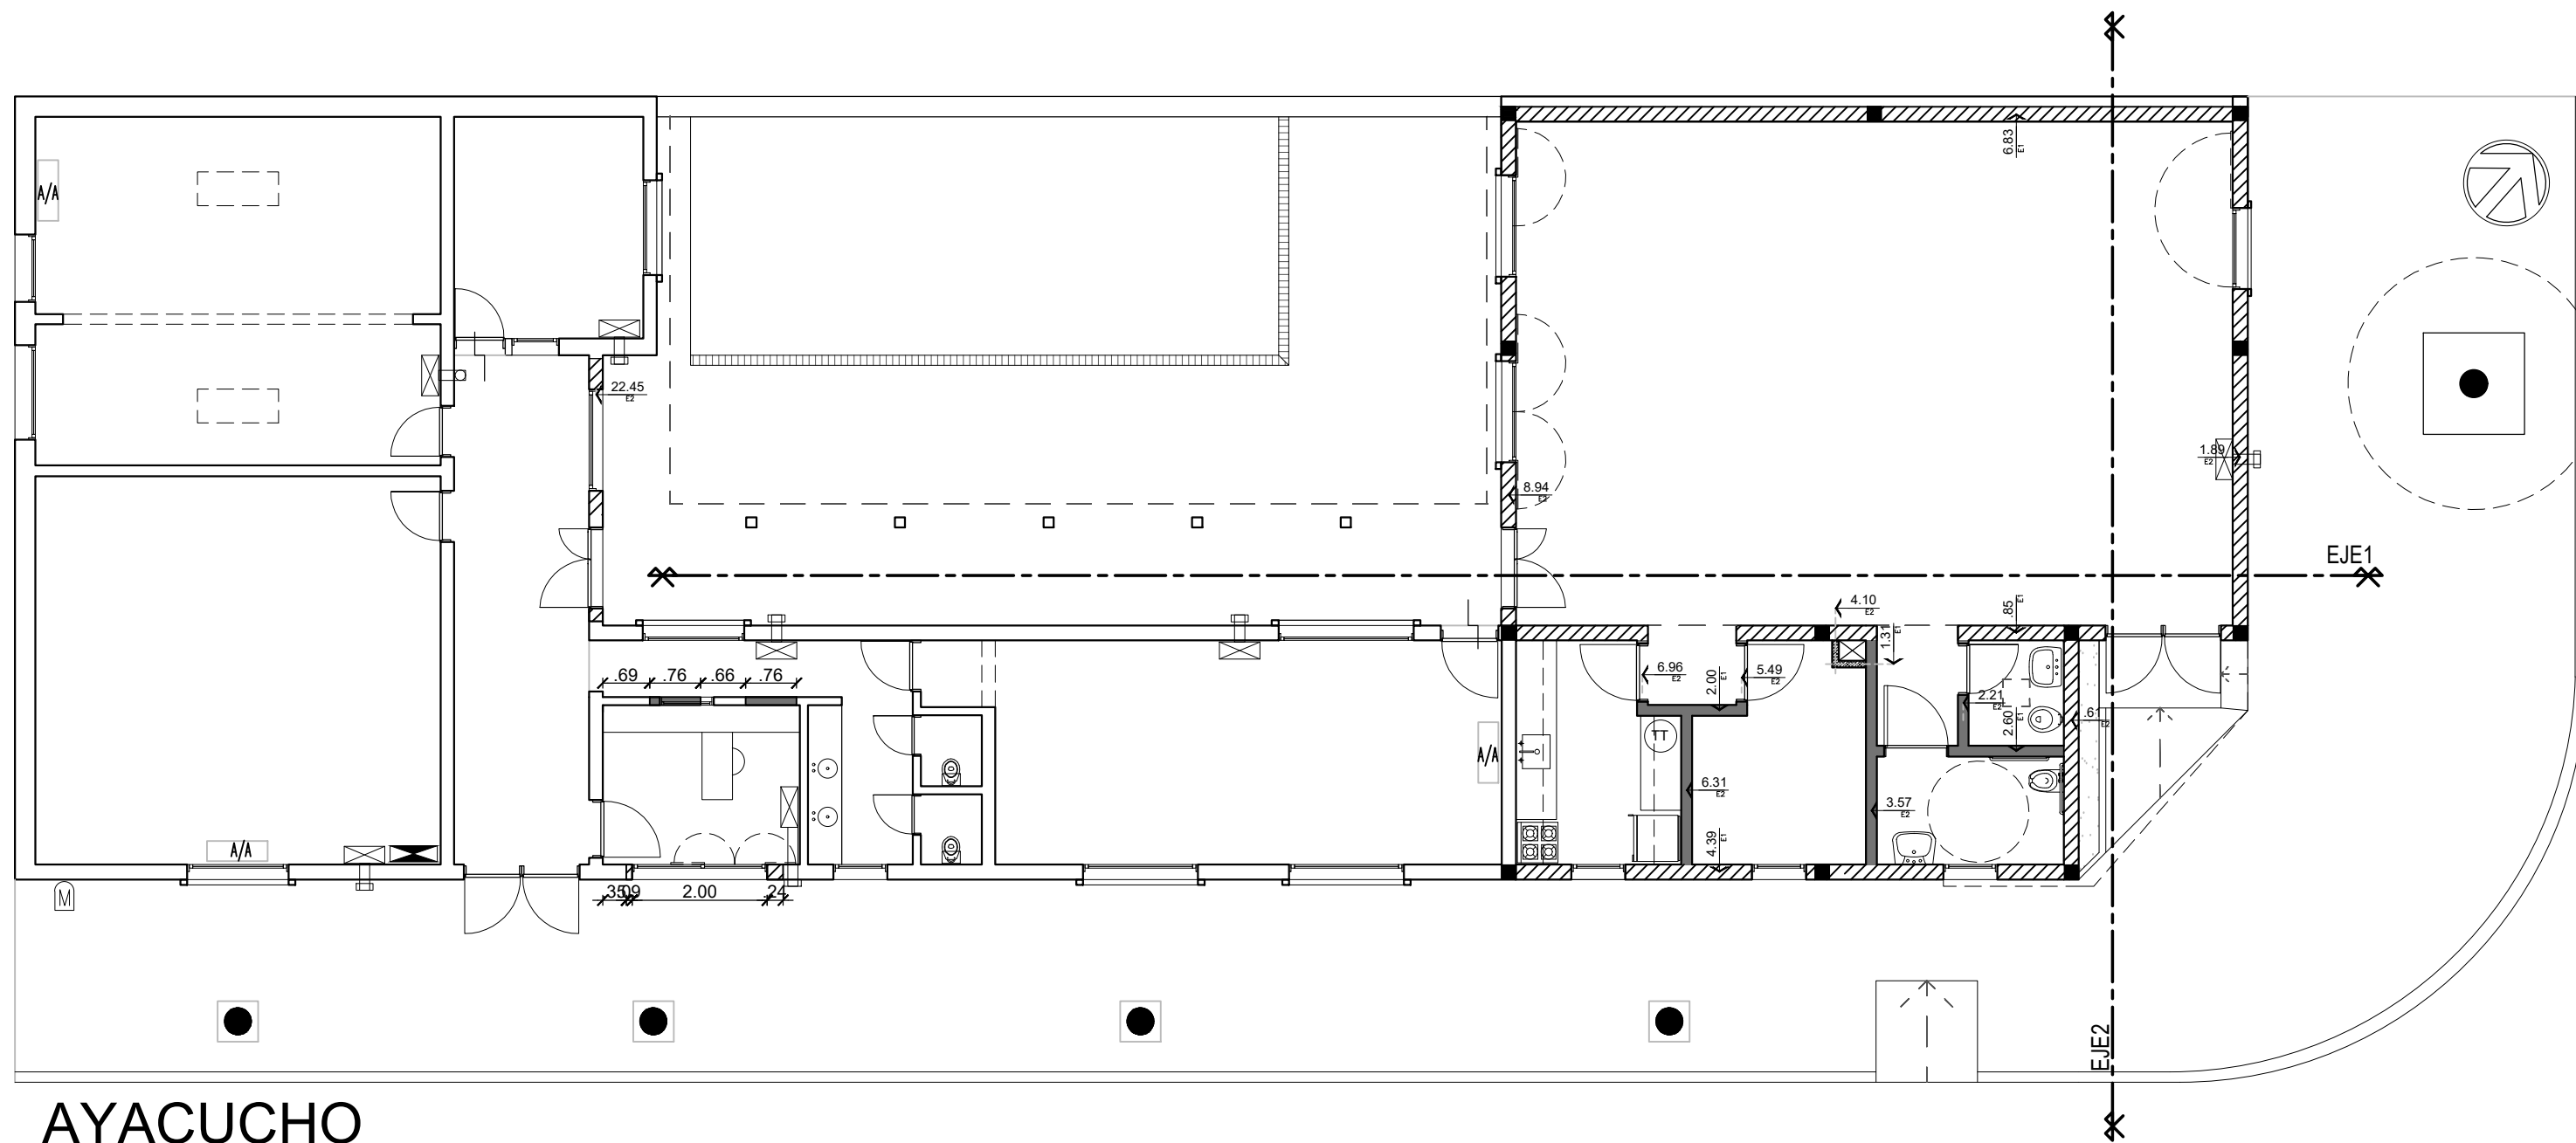 6.83
E1
A/A
22.45
E2
1.89
E2
8.94
E2
EJE1
4.10
E2
.85
E1
1.31
E1
.69 .76 .66 .76
6.96
E2
2.00
E1
5.49
E2
2.21
E2
2.60
E1
.61
E2
TT
A/A
6.31
E2
3.57
E2
4.39
E1
A/A
M
.35 .09 2.00 .24
EJE2
AYACUCHO